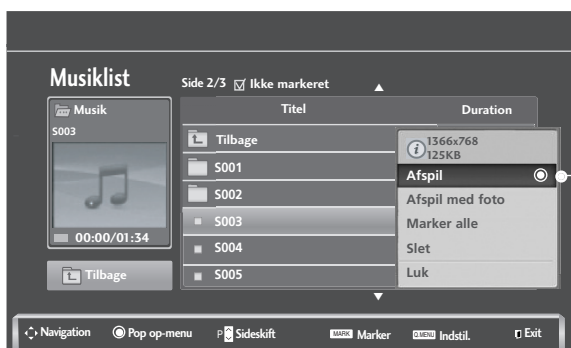 Musiklist
Side 2/3 Ikke markeret
Musik
S003
00:00/01:34
Tilbage
Titel
Duration
Tilbage
S001
S002
S003
S004
S005
1366x768
125KB
Afspil
Afspil med foto
Marker alle
Slet
Luk
Navigation
Pop op-menu
P Sideskift
MARK Marker
Q.MENU Indstil.
Exit